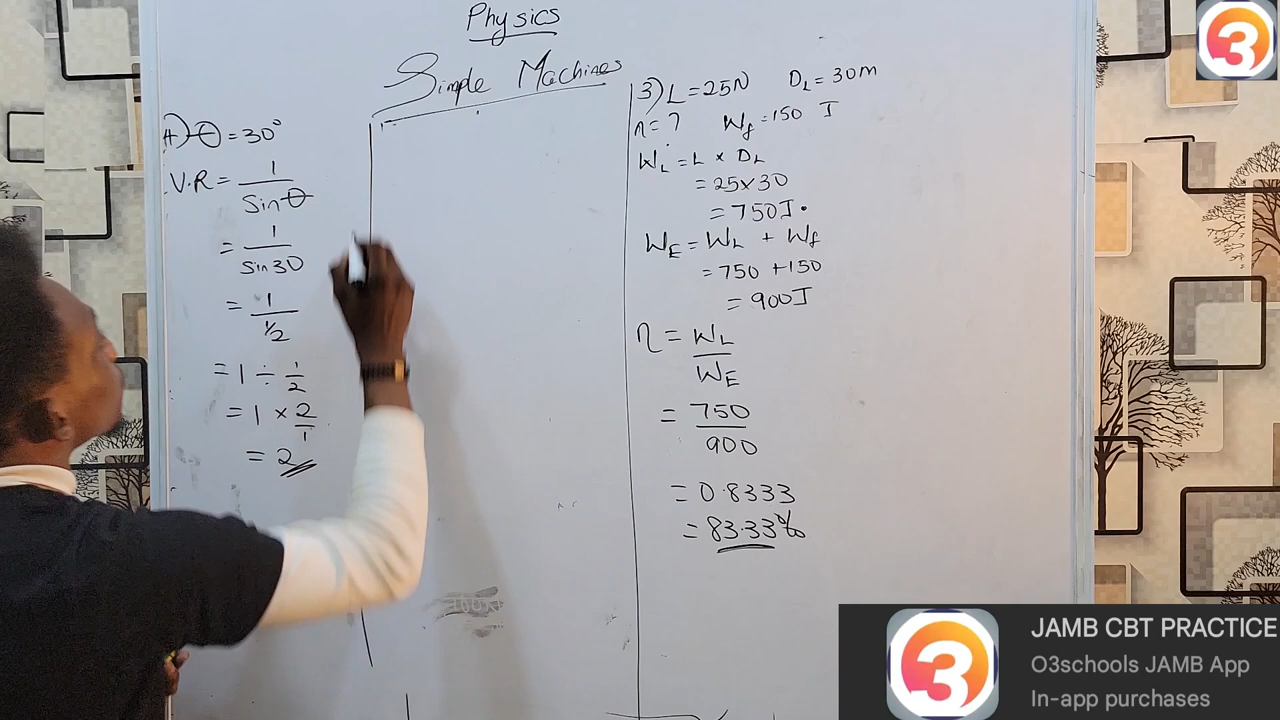 Physics
Simple Machines
4) θ = 30°
V.R = 1/Sinθ
= 1/Sin30
= 1/½
= 1 ÷ 1/2
= 1 × 2/1
= 2
3) L = 25N D_L = 30m
η = ? W_f = 150 J
W_L = L × D_L
= 25×30
= 750J.
W_E = W_L + W_f
= 750 + 150
= 900J
η = W_L/W_E
= 750/900
= 0.8333
= 83.33%
3
3
JAMB CBT PRACTICE
O3schools JAMB App
In-app purchases